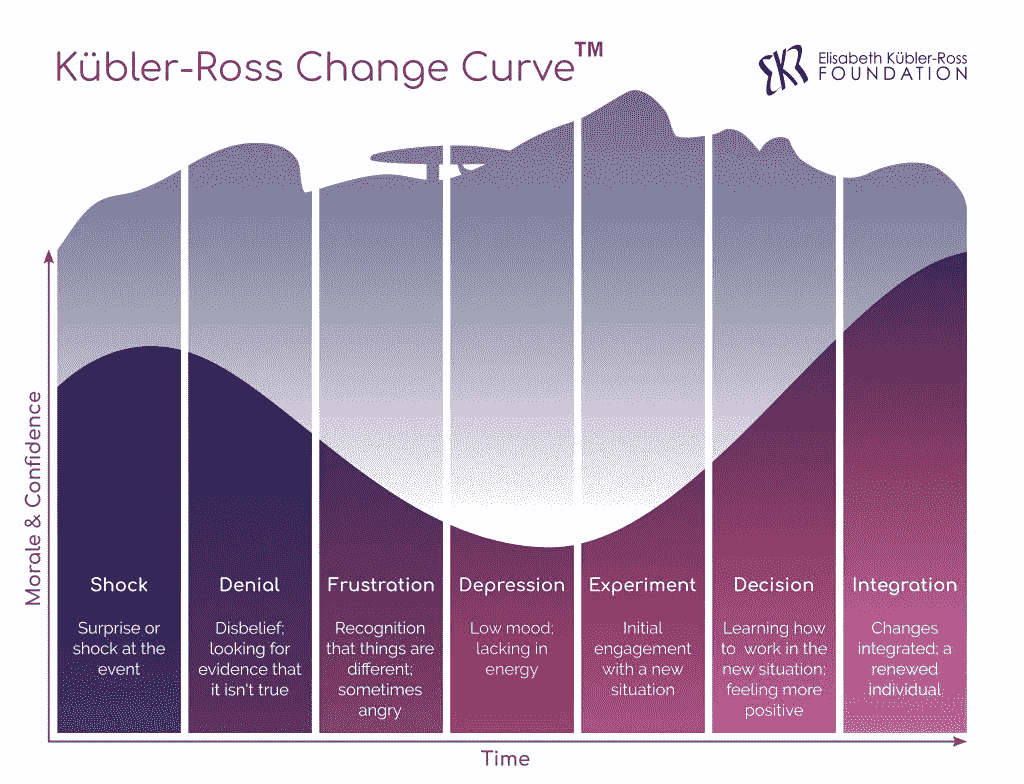 Kübler-Ross Change Curve™
EKR
Elisabeth Kübler-Ross
FOUNDATION
Morale & Confidence
Shock
Surprise or
shock at the
event
Denial
Disbelief;
looking for
evidence that
it isn't true
Frustration
Recognition
that things are
different;
sometimes
angry
Depression
Low mood;
lacking in
energy
Experiment
Initial
engagement
with a new
situation
Decision
Learning how
to work in the
new situation;
feeling more
positive
Integration
Changes
integrated; a
renewed
individual
Time